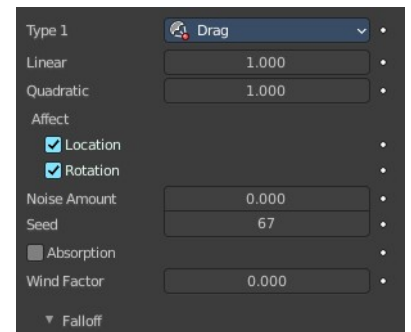 Type 1 Drag
Linear 1.000
Quadratic 1.000
Affect
Location
Rotation
Noise Amount 0.000
Seed 67
Absorption
Wind Factor 0.000
Falloff